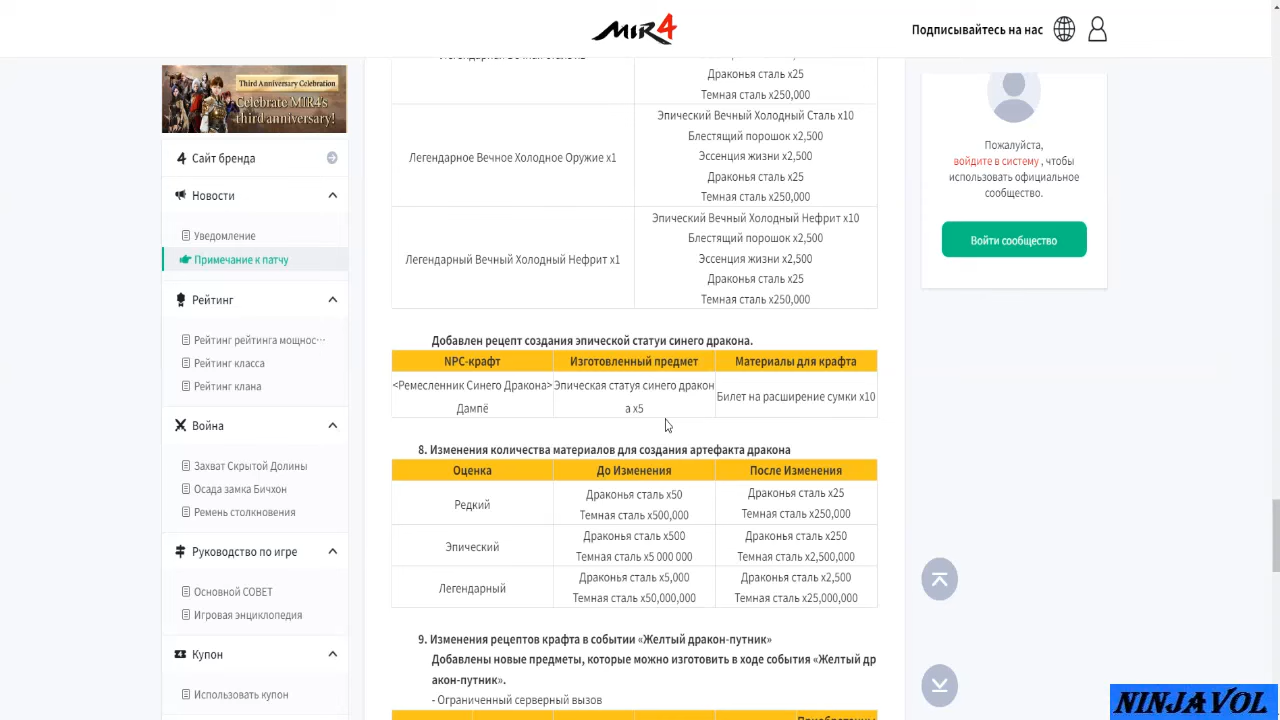 MIR4
Подписывайтесь на нас
Third Anniversary Celebration
Celebrate MIR4's
third anniversary!
Сайт бренда
Новости
Уведомление
Примечание к патчу
Рейтинг
Рейтинг рейтинга мощнос···
Рейтинг класса
Рейтинг клана
Война
Захват Скрытой Долины
Осада замка Бичхон
Ремень столкновения
Руководство по игре
Основной СОВЕТ
Игровая энциклопедия
Купон
Использовать купон
Драконья сталь x25
Темная сталь x250,000
Легендарное Вечное Холодное Оружие x1
Эпический Вечный Холодный Сталь x10
Блестящий порошок x2,500
Эссенция жизни x2,500
Драконья сталь x25
Темная сталь x250,000
Легендарный Вечный Холодный Нефрит x1
Эпический Вечный Холодный Нефрит x10
Блестящий порошок x2,500
Эссенция жизни x2,500
Драконья сталь x25
Темная сталь x250,000
Добавлен рецепт создания эпической статуи синего дракона.
NPC-крафт Изготовленный предмет Материалы для крафта
<Ремесленник Синего Дракона>
Дампё
Эпическая статуя синего дракон
а x5
Билет на расширение сумки x10
8. Изменения количества материалов для создания артефакта дракона
Оценка До Изменения После Изменения
Редкий
Драконья сталь x50
Темная сталь x500,000
Драконья сталь x25
Темная сталь x250,000
Эпический
Драконья сталь x500
Темная сталь x5 000 000
Драконья сталь x250
Темная сталь x2,500,000
Легендарный
Драконья сталь x5,000
Темная сталь x50,000,000
Драконья сталь x2,500
Темная сталь x25,000,000
9. Изменения рецептов крафта в событии «Желтый дракон-путник»
Добавлены новые предметы, которые можно изготовить в ходе события «Желтый др
акон-путник».
- Ограниченный серверный вызов
Пожалуйста,
войдите в систему , чтобы
использовать официальное
сообщество.
Войти сообщество
NINJAVOL